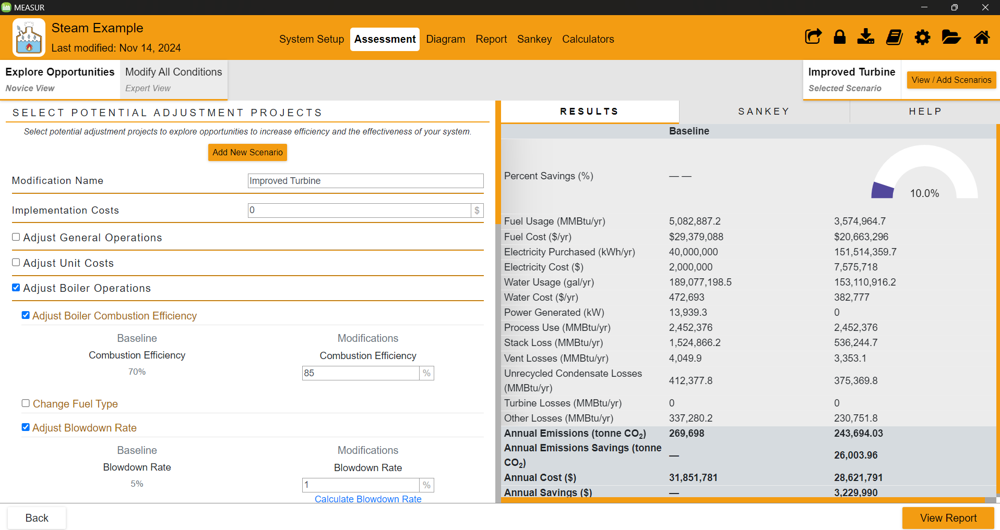 MEASUR
Steam Example
Last modified: Nov 14, 2024
System Setup Assessment Diagram Report Sankey Calculators
Explore Opportunities
Novice View
Modify All Conditions
Expert View
Improved Turbine
Selected Scenario
View / Add Scenarios
SELECT POTENTIAL ADJUSTMENT PROJECTS
Select potential adjustment projects to explore opportunities to increase efficiency and the effectiveness of your system.
Add New Scenario
Modification Name Improved Turbine
Implementation Costs 0 $
Adjust General Operations
Adjust Unit Costs
Adjust Boiler Operations
Adjust Boiler Combustion Efficiency
Baseline Modifications
Combustion Efficiency Combustion Efficiency
70% 85 %
Change Fuel Type
Adjust Blowdown Rate
Baseline Modifications
Blowdown Rate Blowdown Rate
5% 1 %
Calculate Blowdown Rate
RESULTS SANKEY HELP
Baseline
Percent Savings (%) — — 10.0%
Fuel Usage (MMBtu/yr) 5,082,887.2 3,574,964.7
Fuel Cost ($/yr) $29,379,088 $20,663,296
Electricity Purchased (kWh/yr) 40,000,000 151,514,359.7
Electricity Cost ($) 2,000,000 7,575,718
Water Usage (gal/yr) 189,077,198.5 153,110,916.2
Water Cost ($/yr) 472,693 382,777
Power Generated (kW) 13,939.3 0
Process Use (MMBtu/yr) 2,452,376 2,452,376
Stack Loss (MMBtu/yr) 1,524,866.2 536,244.7
Vent Losses (MMBtu/yr) 4,049.9 3,353.1
Unrecycled Condensate Losses
(MMBtu/yr) 412,377.8 375,369.8
Turbine Losses (MMBtu/yr) 0 0
Other Losses (MMBtu/yr) 337,280.2 230,751.8
Annual Emissions (tonne CO₂) 269,698 243,694.03
Annual Emissions Savings (tonne
CO₂) — 26,003.96
Annual Cost ($) 31,851,781 28,621,791
Annual Savings ($) — 3,229,990
Back
View Report